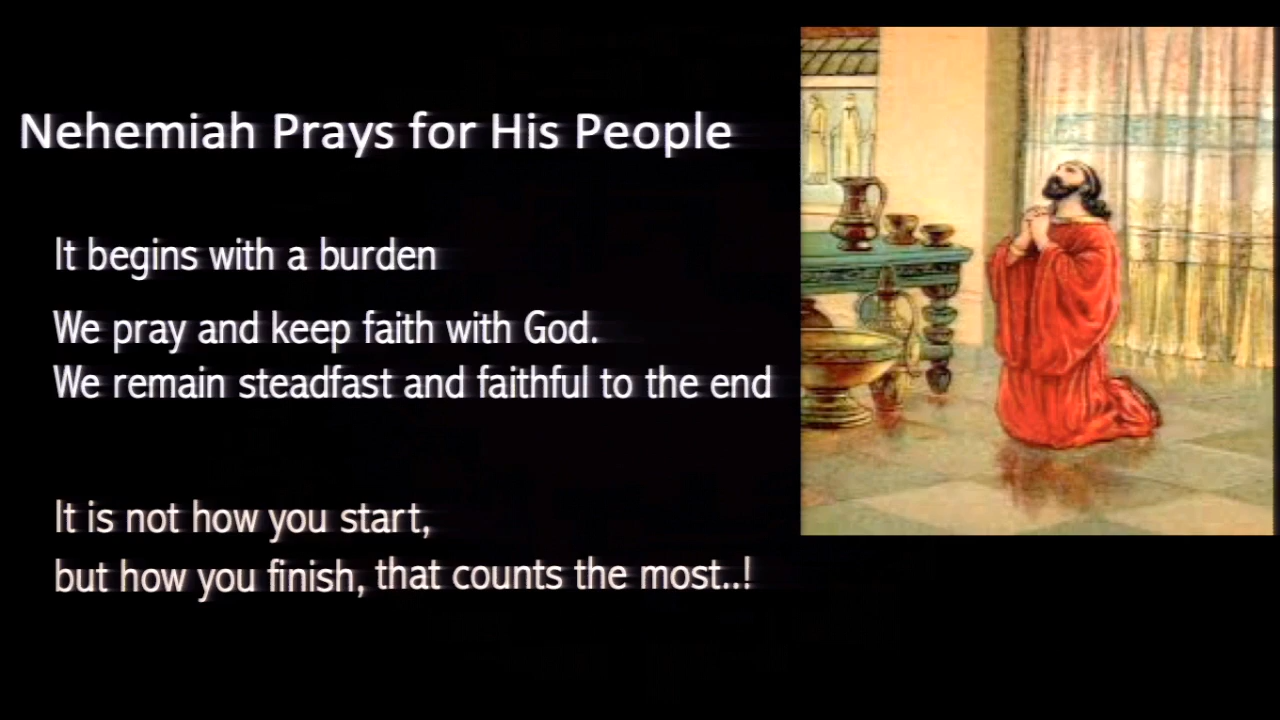 Nehemiah Prays for His People
It begins with a burden
We pray and keep faith with God.
We remain steadfast and faithful to the end
It is not how you start,
but how you finish, that counts the most..!